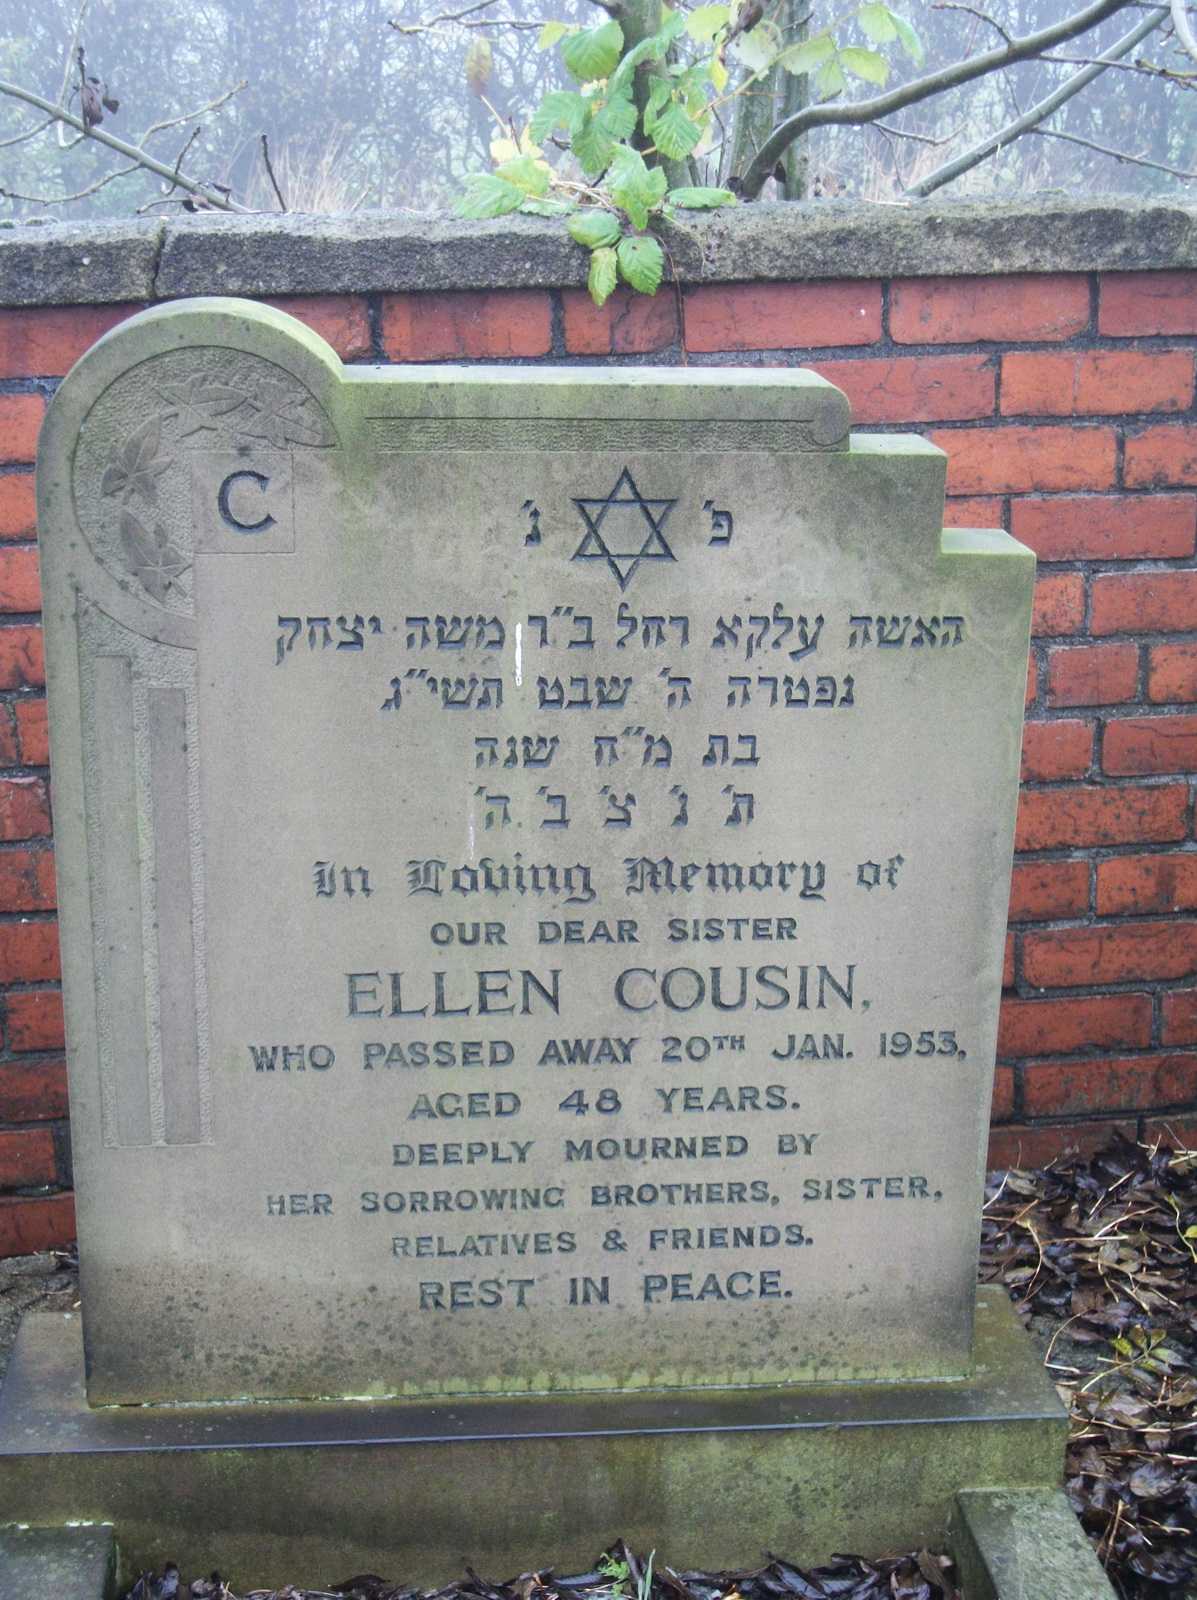 C
פ׳ נ׳
האשה עלקא רחל ב״ר משה יצחק
נפטרה ה׳ שבט תשי״ג
בת מ״ח שנה
ת׳ נ׳ צ׳ ב׳ ה׳
In Loving Memory of
OUR DEAR SISTER
ELLEN COUSIN,
WHO PASSED AWAY 20TH JAN. 1953,
AGED 48 YEARS.
DEEPLY MOURNED BY
HER SORROWING BROTHERS, SISTER,
RELATIVES & FRIENDS.
REST IN PEACE.